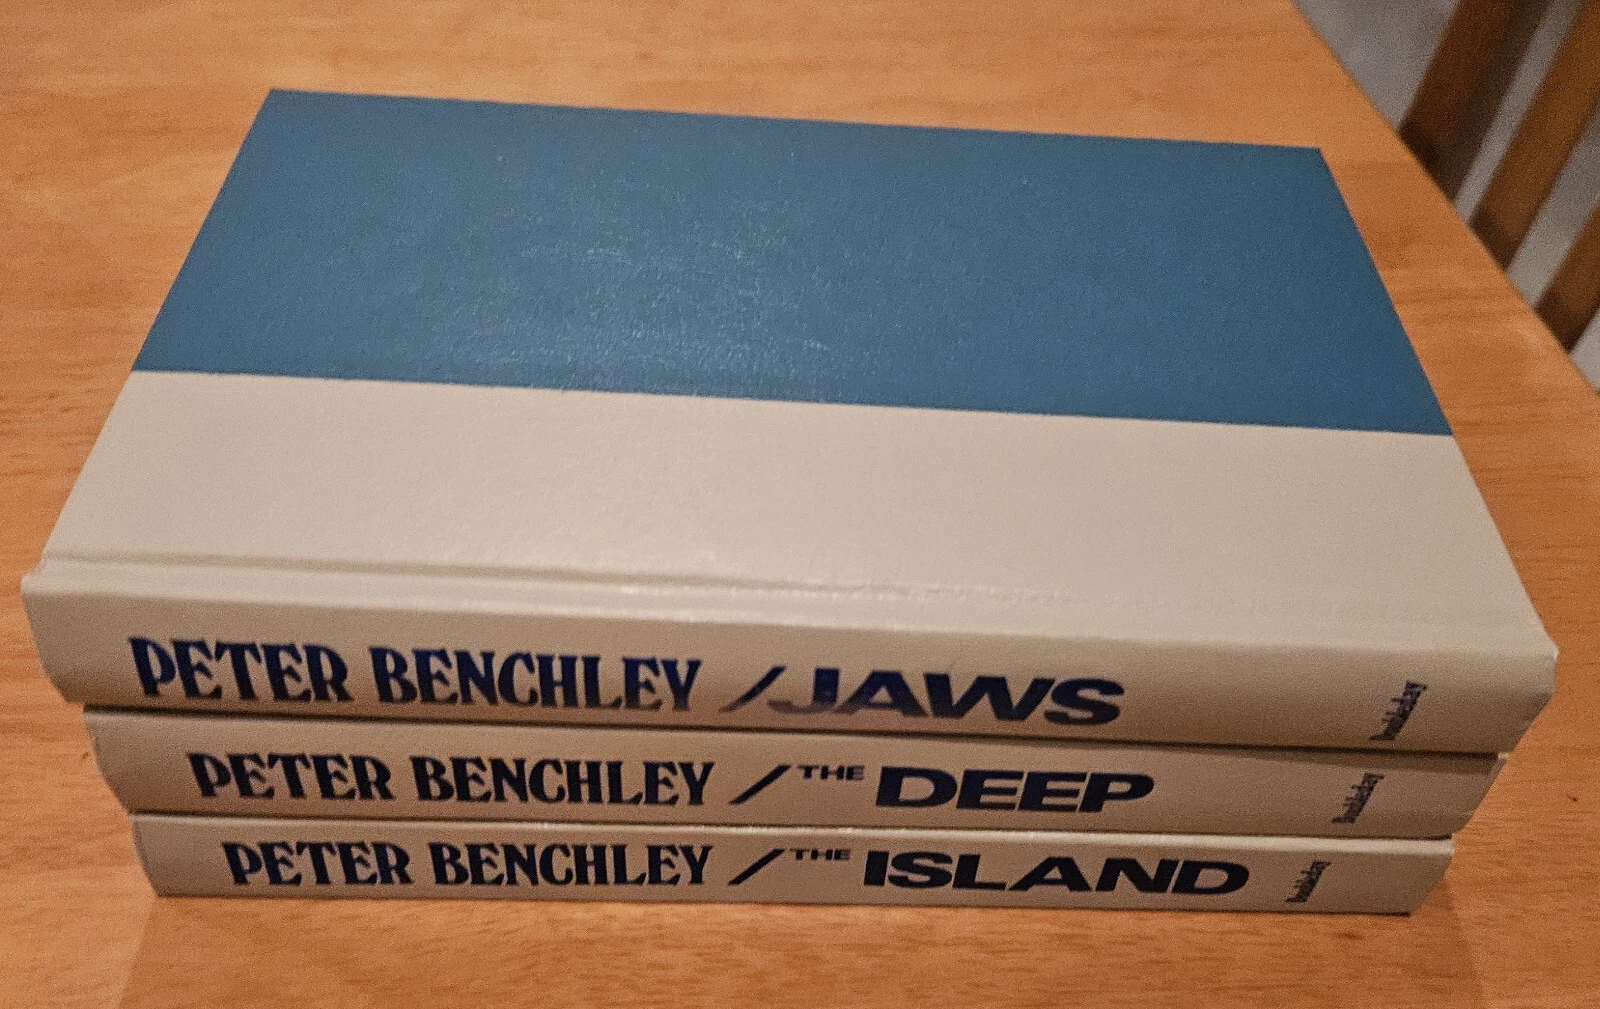 PETER BENCHLEY / JAWS Doubleday
PETER BENCHLEY / THE DEEP Doubleday
PETER BENCHLEY / THE ISLAND Doubleday